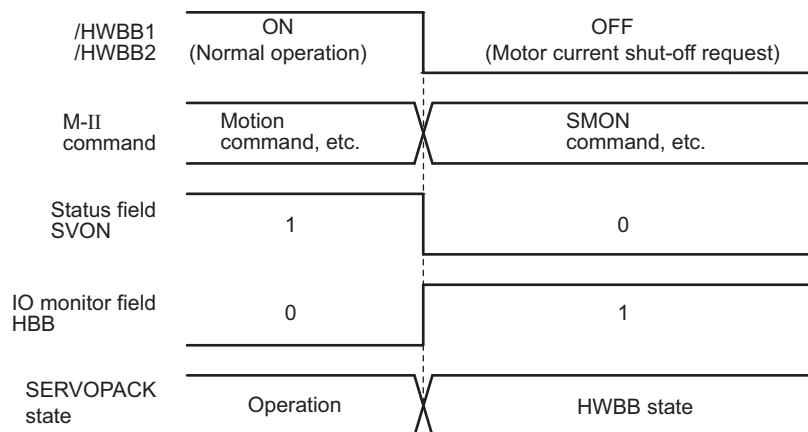 /HWBB1
/HWBB2
ON
(Normal operation)
OFF
(Motor current shut-off request)
M-II
command
Motion
command, etc.
SMON
command, etc.
Status field
SVON
1
0
IO monitor field
HBB
0
1
SERVOPACK
state
Operation
HWBB state